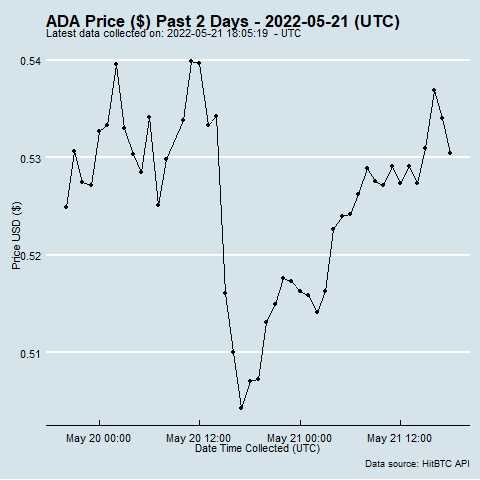 ADA Price ($) Past 2 Days - 2022-05-21 (UTC)
Latest data collected on: 2022-05-21 18:05:19 - UTC
0.54
0.53
0.52
0.51
Price USD ($)
May 20 00:00 May 20 12:00 May 21 00:00 May 21 12:00
Date Time Collected (UTC)
Data source: HitBTC API